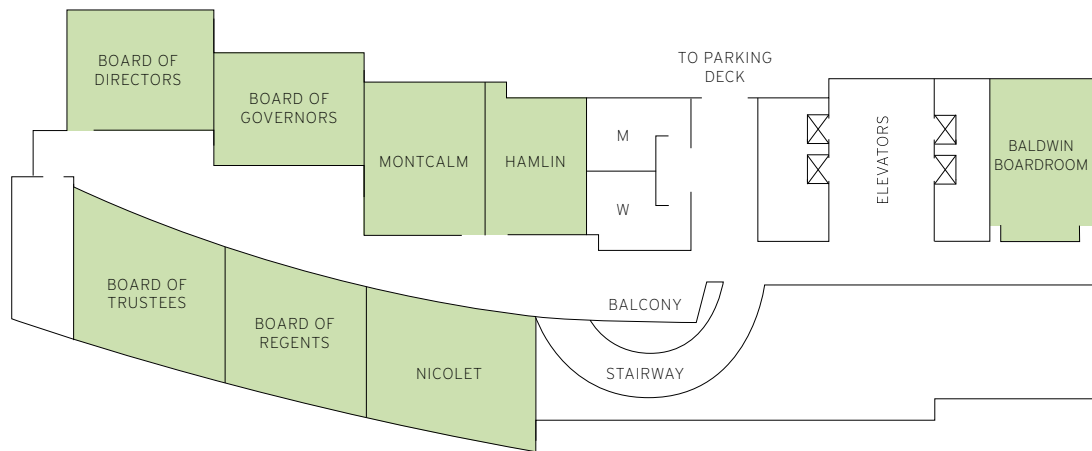 BOARD OF
DIRECTORS
BOARD OF
GOVERNORS
MONTCALM
HAMLIN
M
W
TO PARKING
DECK
ELEVATORS
BALDWIN
BOARDROOM
BOARD OF
TRUSTEES
BOARD OF
REGENTS
NICOLET
BALCONY
STAIRWAY